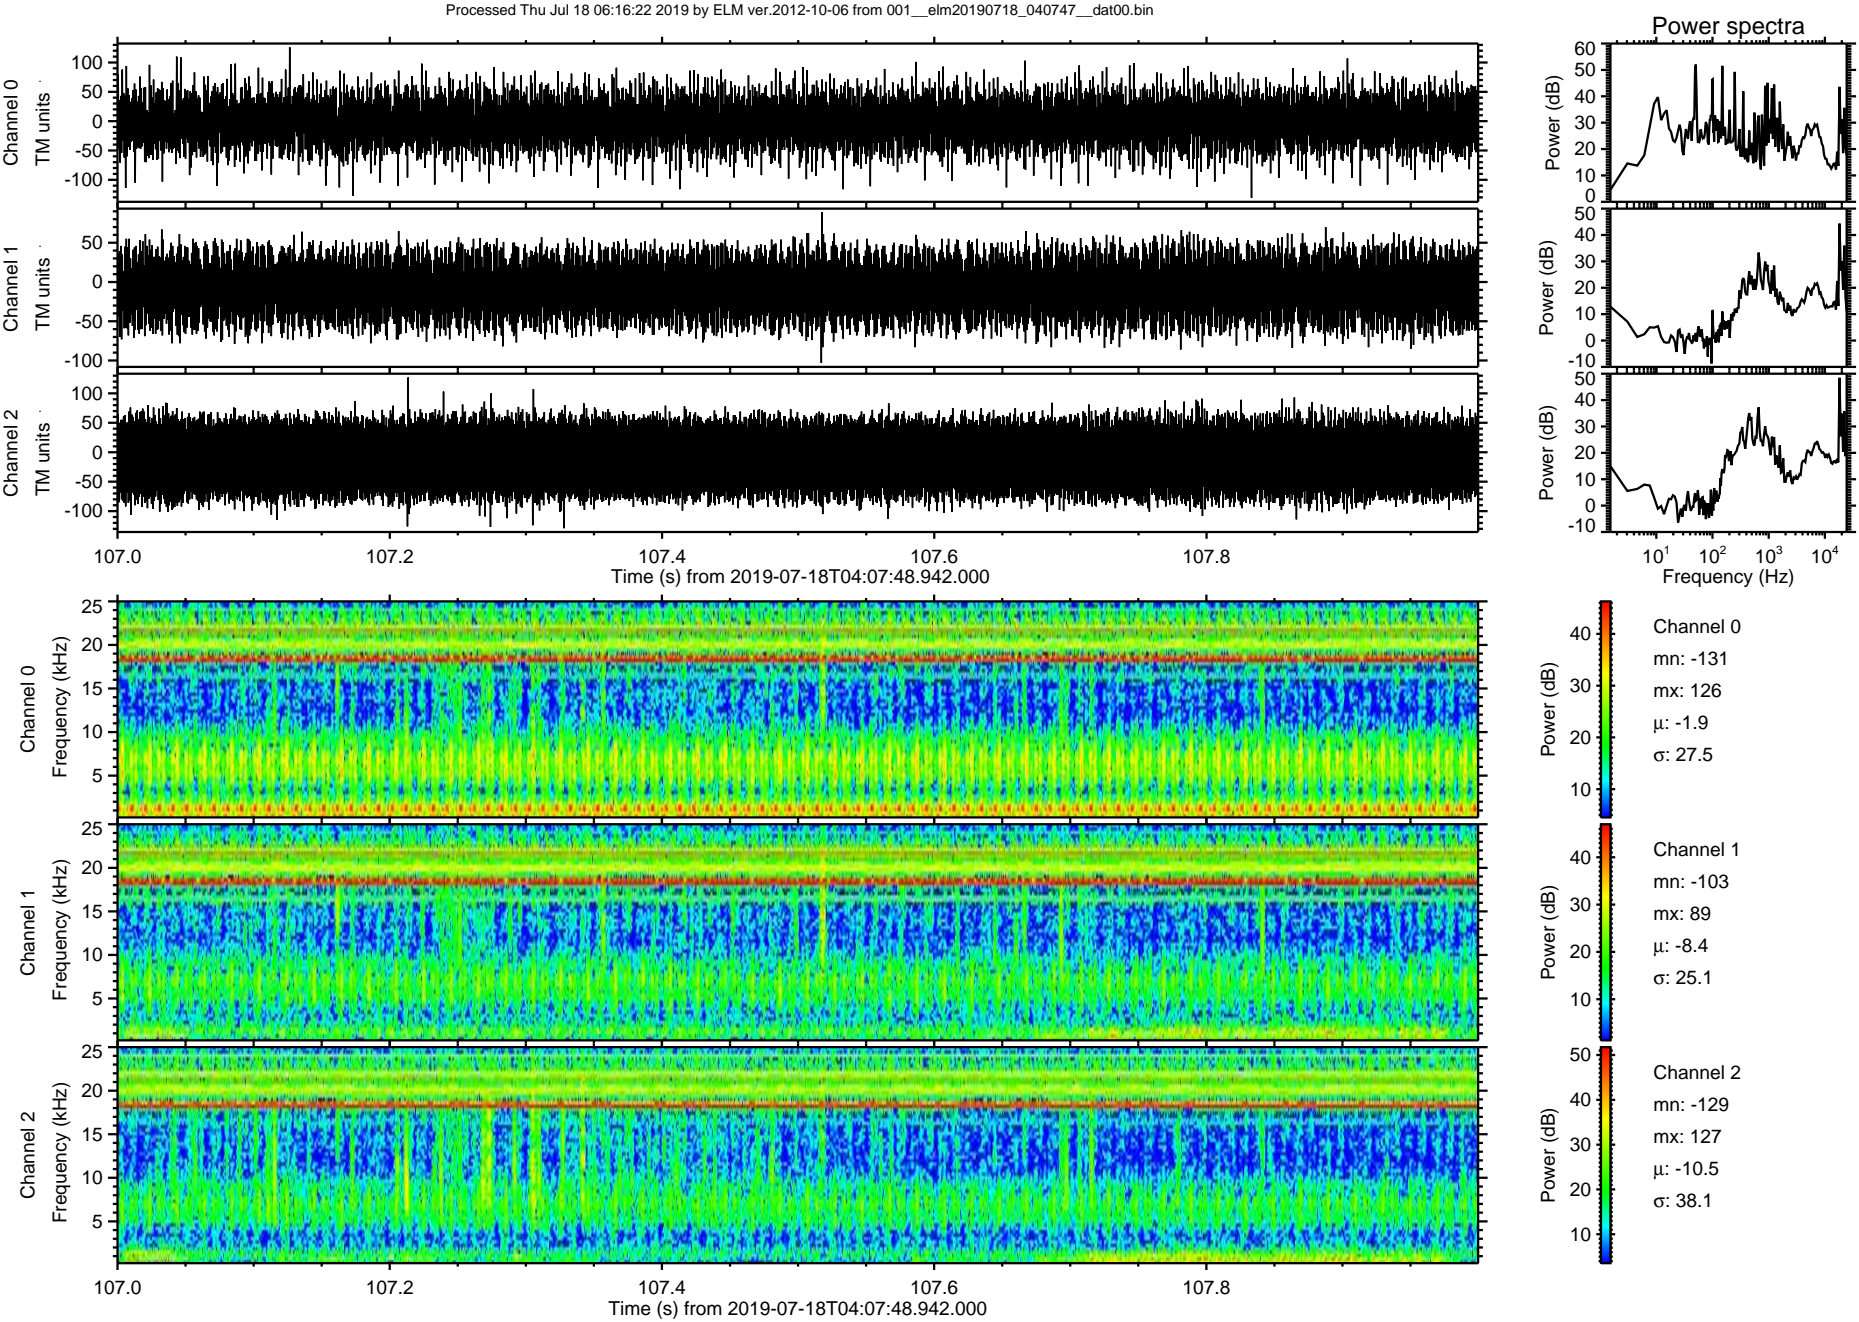 Processed Thu Jul 18 06:16:22 2019 by ELM ver.2012-10-06 from 001__elm20190718_040747__dat00.bin
Power spectra
Channel 0
TM units
100
50
0
-50
-100
Power (dB)
60
50
40
30
20
10
0
Channel 1
TM units
50
0
-50
-100
Power (dB)
50
40
30
20
10
0
-10
Channel 2
TM units
100
50
0
-50
-100
Power (dB)
50
40
30
20
10
0
-10
107.0
107.2
107.4
107.6
107.8
Time (s) from 2019-07-18T04:07:48.942.000
10¹
10²
10³
10⁴
Frequency (Hz)
Channel 0
Frequency (kHz)
25
20
15
10
5
Power (dB)
40
30
20
10
Channel 0
mn: -131
mx: 126
µ: -1.9
σ: 27.5
Channel 1
Frequency (kHz)
25
20
15
10
5
Power (dB)
40
30
20
10
Channel 1
mn: -103
mx: 89
µ: -8.4
σ: 25.1
Channel 2
Frequency (kHz)
25
20
15
10
5
Power (dB)
50
40
30
20
10
Channel 2
mn: -129
mx: 127
µ: -10.5
σ: 38.1
107.0
107.2
107.4
107.6
107.8
Time (s) from 2019-07-18T04:07:48.942.000